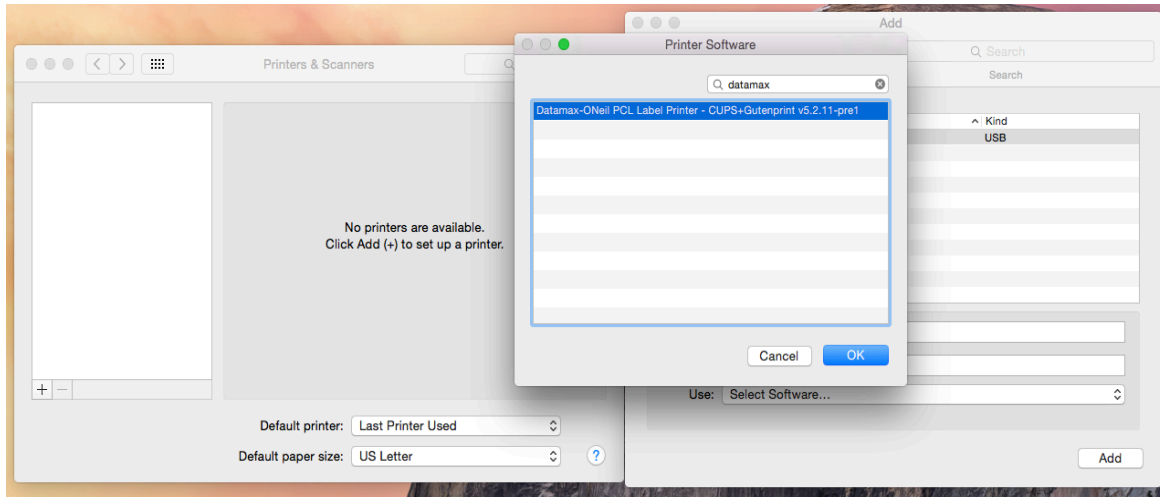 Printers & Scanners
No printers are available.
Click Add (+) to set up a printer.
Default printer: Last Printer Used
Default paper size: US Letter
?
Printer Software
datamax
Datamax-ONeil PCL Label Printer - CUPS+Gutenprint v5.2.11-pre1
Cancel
OK
Add
Search
Search
Kind
USB
Use: Select Software...
Add